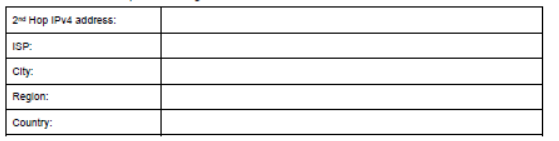 2nd Hop IPv4 address:
ISP:
City:
Region:
Country: